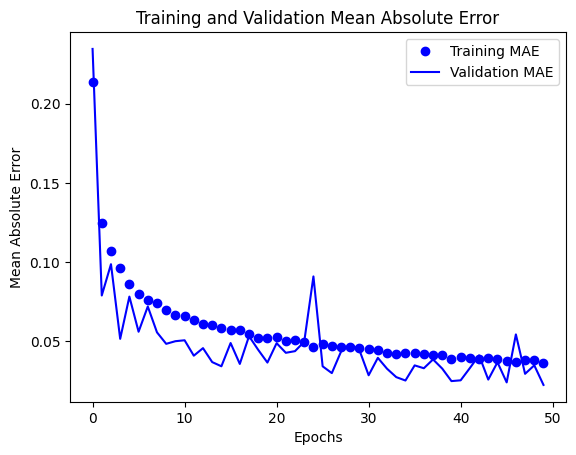 Training and Validation Mean Absolute Error
Training MAE
Validation MAE
0.20
0.15
0.10
0.05
Mean Absolute Error
0 10 20 30 40 50
Epochs